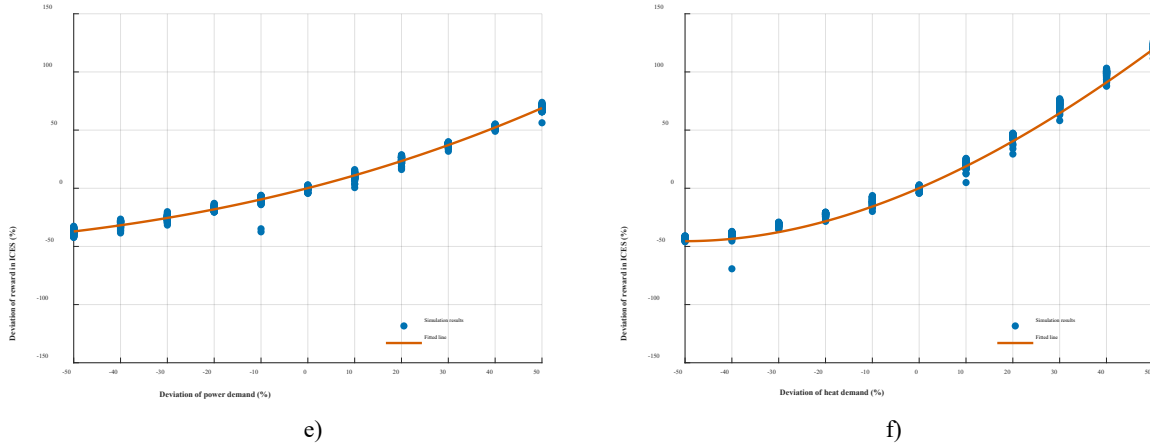 150
100
50
0
-50
-100
-150
Deviation of reward in ICES (%)
Simulation results
Fitted line
-50 -40 -30 -20 -10 0 10 20 30 40 50
Deviation of power demand (%)
e)
150
100
50
0
-50
-100
-150
Deviation of reward in ICES (%)
Simulation results
Fitted line
-50 -40 -30 -20 -10 0 10 20 30 40 50
Deviation of heat demand (%)
f)